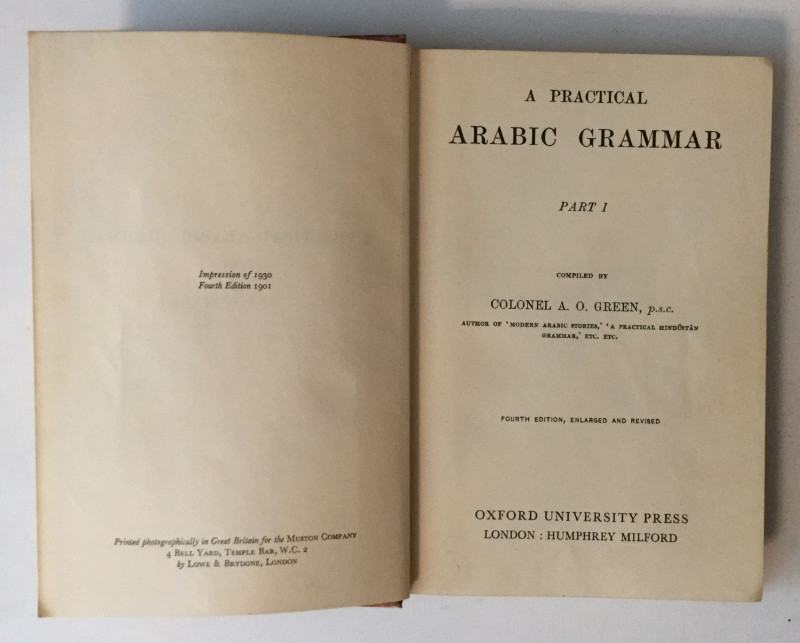 Impression of 1930
Fourth Edition 1901
Printed photographically in Great Britain for the MUSTON COMPANY
4 BELL YARD, TEMPLE BAR, W.C. 2
by LOWE & BRYDONE, LONDON
A PRACTICAL
ARABIC GRAMMAR
PART I
COMPILED BY
COLONEL A. O. GREEN, p.s.c.
AUTHOR OF 'MODERN ARABIC STORIES,' 'A PRACTICAL HINDŪSTĀN
GRAMMAR,' ETC. ETC.
FOURTH EDITION, ENLARGED AND REVISED
OXFORD UNIVERSITY PRESS
LONDON : HUMPHREY MILFORD